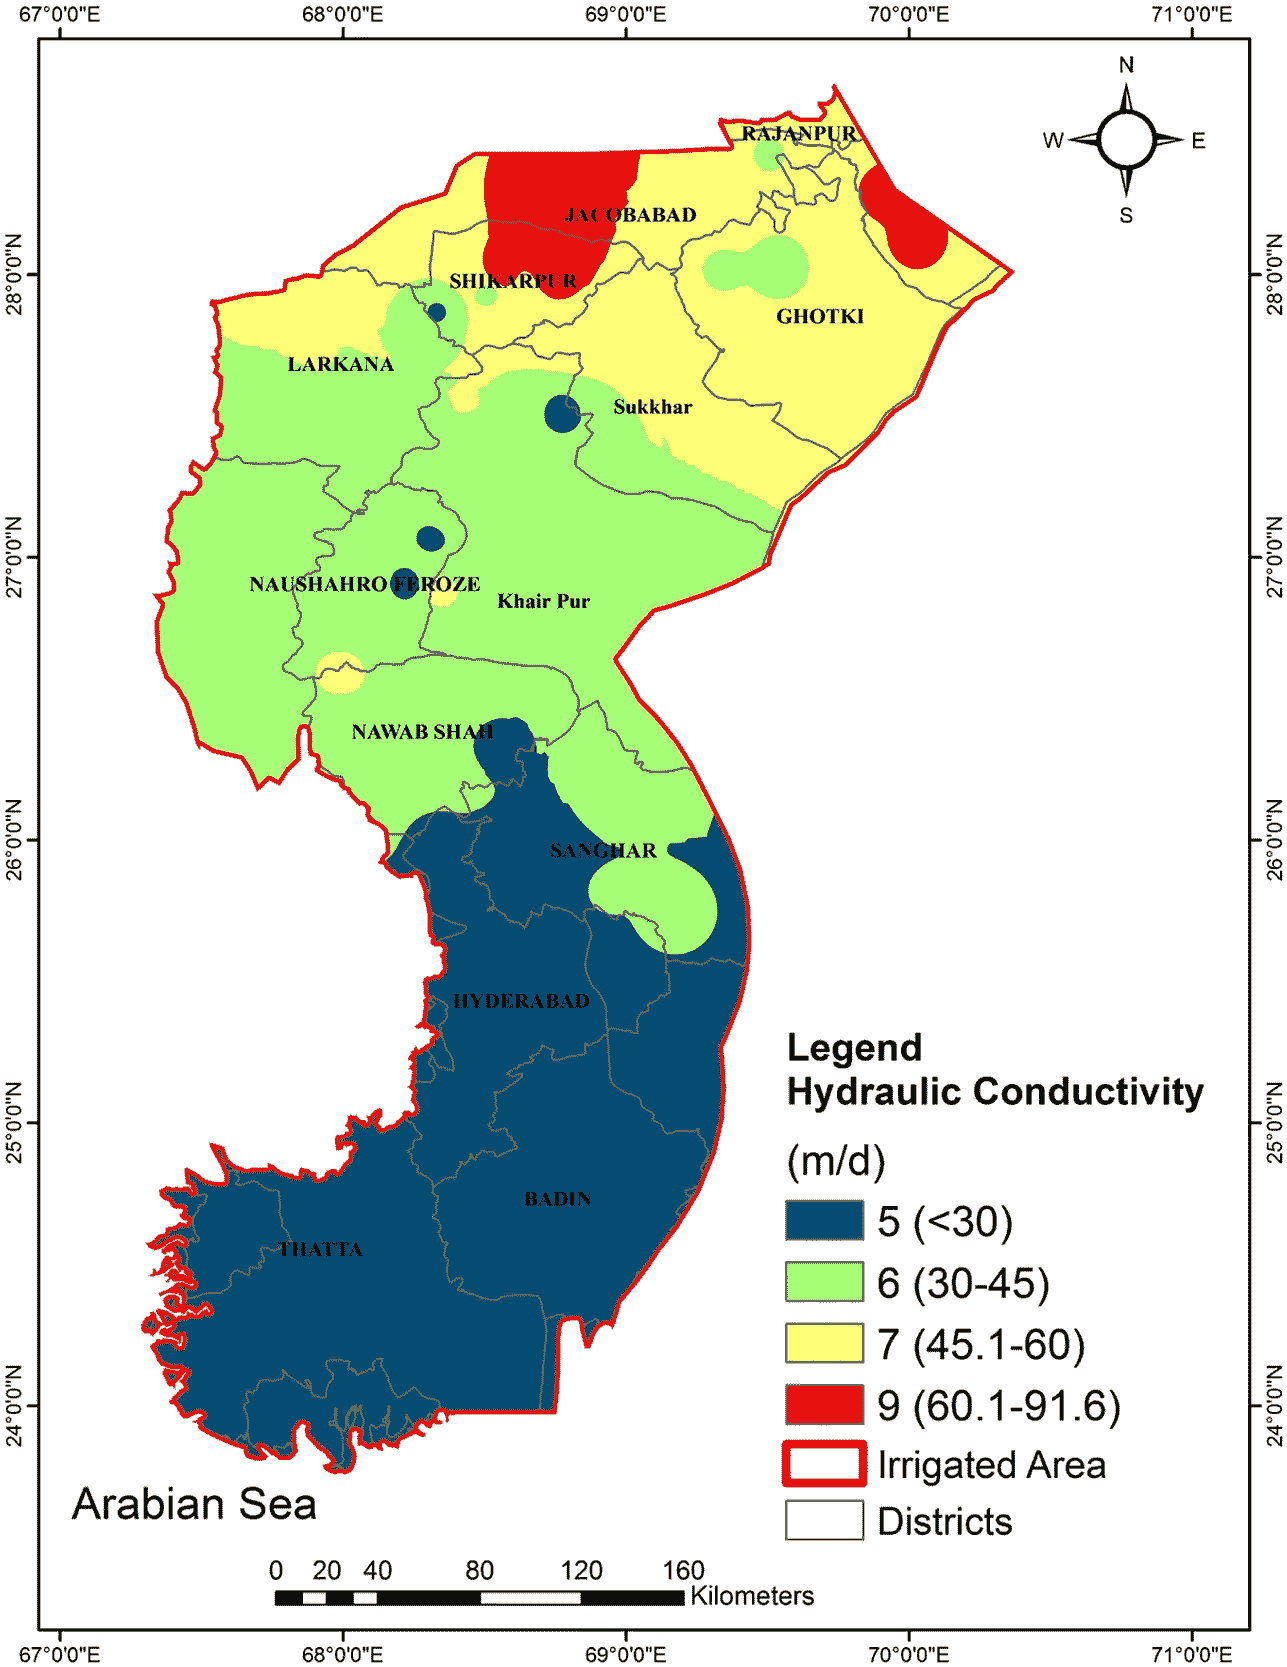 67°0'0"E
68°0'0"E
69°0'0"E
70°0'0"E
71°0'0"E
N
W
E
S
RAJANPUR
JACOBABAD
28°0'0"N
28°0'0"N
SHIKARPUR
GHOTKI
LARKANA
Sukkhar
27°0'0"N
27°0'0"N
NAUSHAHRO FEROZE
Khair Pur
NAWAB SHAH
26°0'0"N
26°0'0"N
SANGHAR
HYDERABAD
Legend
Hydraulic Conductivity
(m/d)
5 (<30)
6 (30-45)
7 (45.1-60)
9 (60.1-91.6)
Irrigated Area
Districts
25°0'0"N
25°0'0"N
BADIN
THATTA
24°0'0"N
24°0'0"N
Arabian Sea
0 20 40 80 120 160
Kilometers
67°0'0"E
68°0'0"E
69°0'0"E
70°0'0"E
71°0'0"E